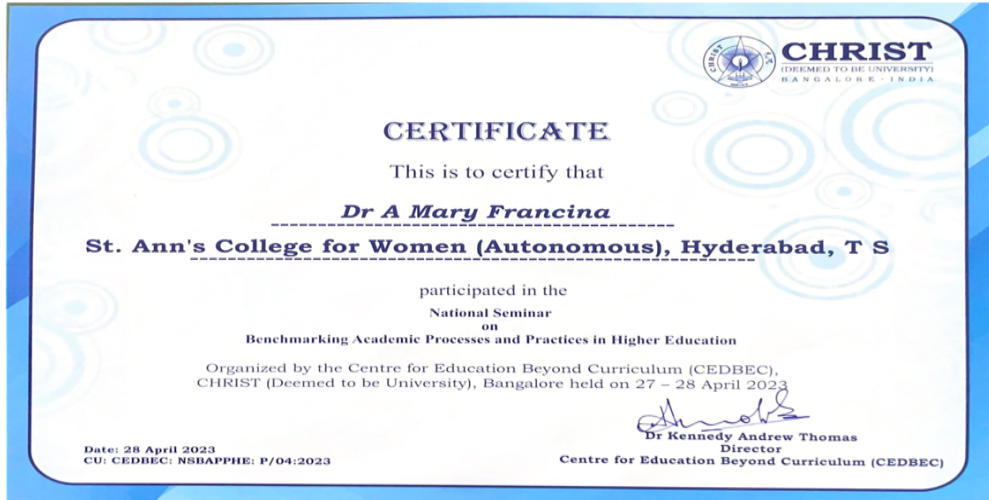 CHRIST
(DEEMED TO BE UNIVERSITY)
BANGALORE · INDIA
CERTIFICATE
This is to certify that
Dr A Mary Francina
St. Ann's College for Women (Autonomous), Hyderabad, T S
participated in the
National Seminar
on
Benchmarking Academic Processes and Practices in Higher Education
Organized by the Centre for Education Beyond Curriculum (CEDBEC),
CHRIST (Deemed to be University), Bangalore held on 27 – 28 April 2023
Dr Kennedy Andrew Thomas
Director
Centre for Education Beyond Curriculum (CEDBEC)
Date: 28 April 2023
CU: CEDBEC: NSBAPPHE: P/04:2023